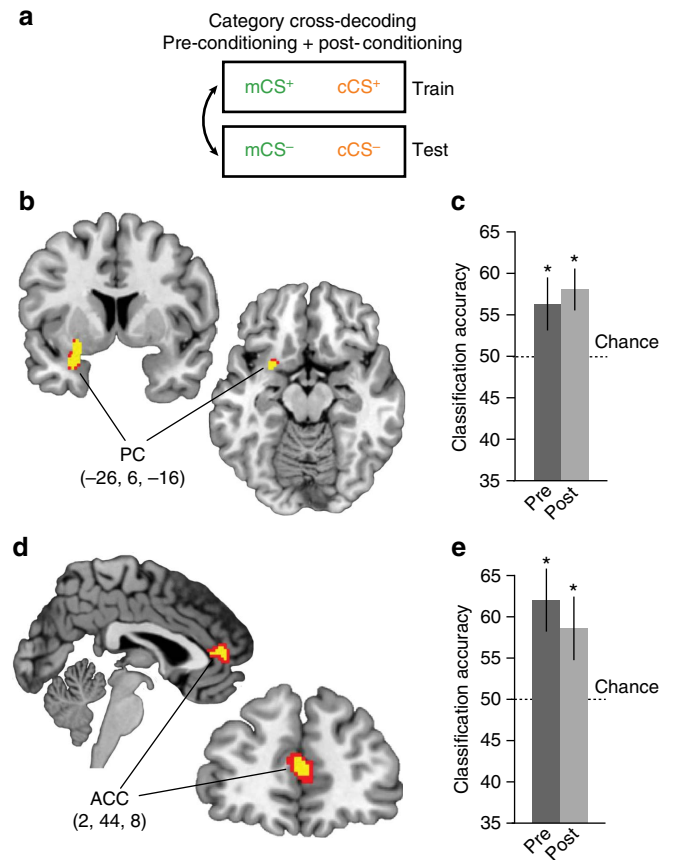 a
Category cross-decoding
Pre-conditioning + post-conditioning
mCS+ cCS+ Train
mCS– cCS– Test
b
PC
(–26, 6, –16)
c
Classification accuracy
65
*
*
60
55
50
Chance
45
40
35
Pre
Post
d
ACC
(2, 44, 8)
e
Classification accuracy
*
65
*
60
55
50
Chance
45
40
35
Pre
Post